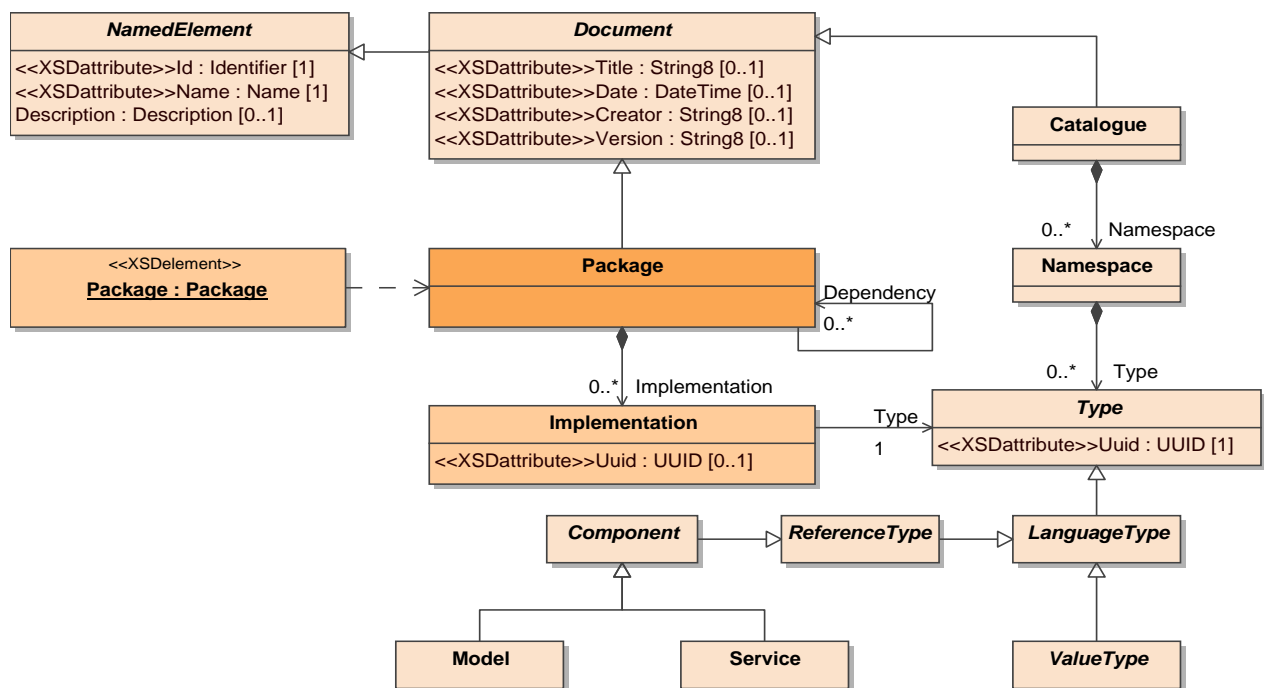 NamedElement
<<XSDattribute>>Id : Identifier [1]
<<XSDattribute>>Name : Name [1]
Description : Description [0..1]
Document
<<XSDattribute>>Title : String8 [0..1]
<<XSDattribute>>Date : DateTime [0..1]
<<XSDattribute>>Creator : String8 [0..1]
<<XSDattribute>>Version : String8 [0..1]
Catalogue
0..* Namespace
<<XSDelement>>
Package : Package
Package
Dependency
0..*
Namespace
0..* Implementation
0..* Type
Implementation
<<XSDattribute>>Uuid : UUID [0..1]
Type
1
Type
<<XSDattribute>>Uuid : UUID [1]
Component
ReferenceType
LanguageType
Model
Service
ValueType